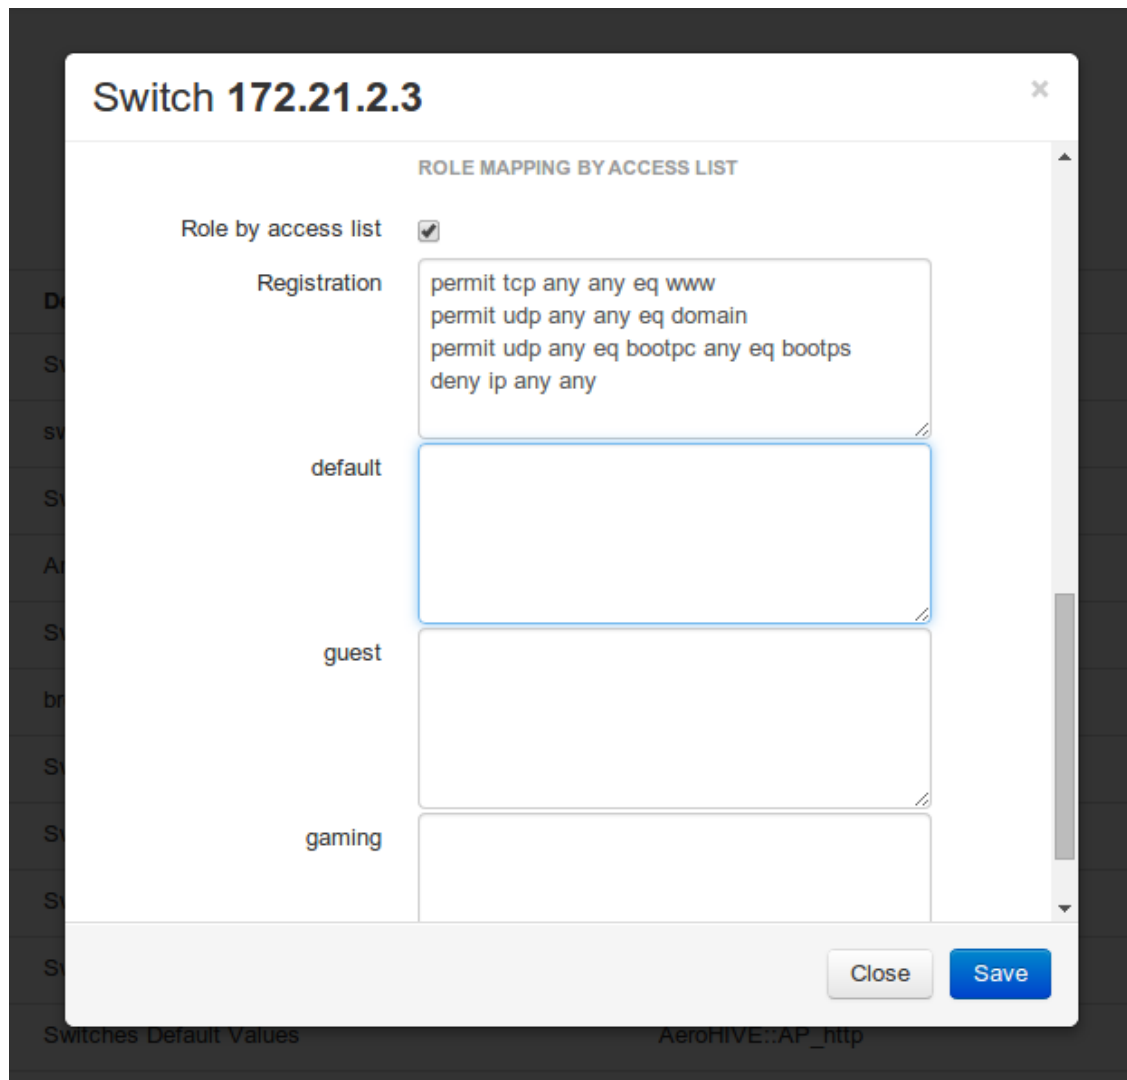 Switch 172.21.2.3
×
ROLE MAPPING BY ACCESS LIST
Role by access list
Registration
permit tcp any any eq www
permit udp any any eq domain
permit udp any eq bootpc any eq bootps
deny ip any any
default
guest
gaming
Close
Save
Switches Default Values
AeroHIVE::AP_http